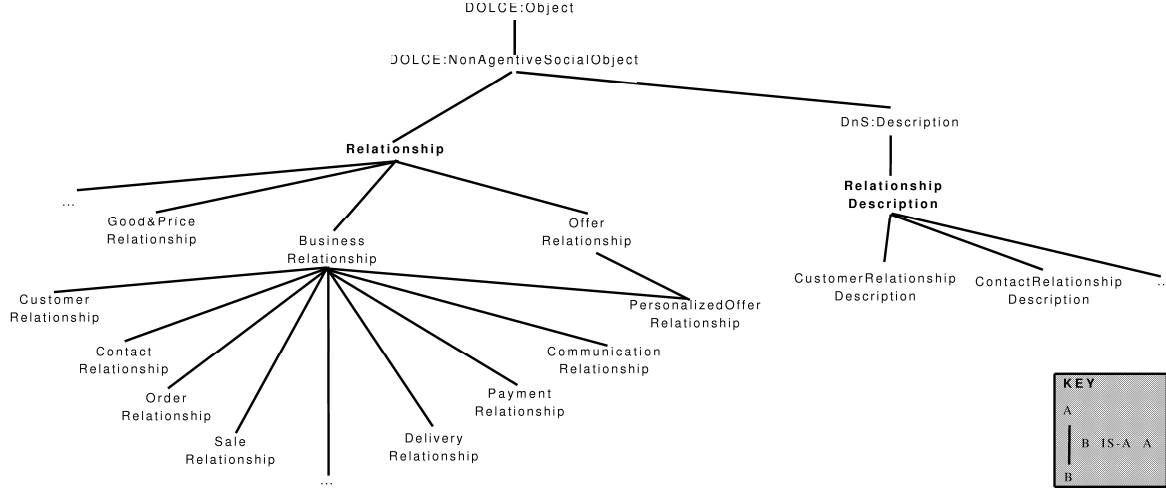 DOLCE:Object
DOLCE:NonAgentiveSocialObject
DnS:Description
Relationship
Relationship
Description
...
Good&Price
Relationship
Offer
Relationship
Business
Relationship
CustomerRelationship
Description
ContactRelationship
Description
...
Customer
Relationship
PersonalizedOffer
Relationship
Contact
Relationship
Communication
Relationship
Order
Relationship
Payment
Relationship
Sale
Relationship
Delivery
Relationship
...
KEY
A
B IS-A A
B